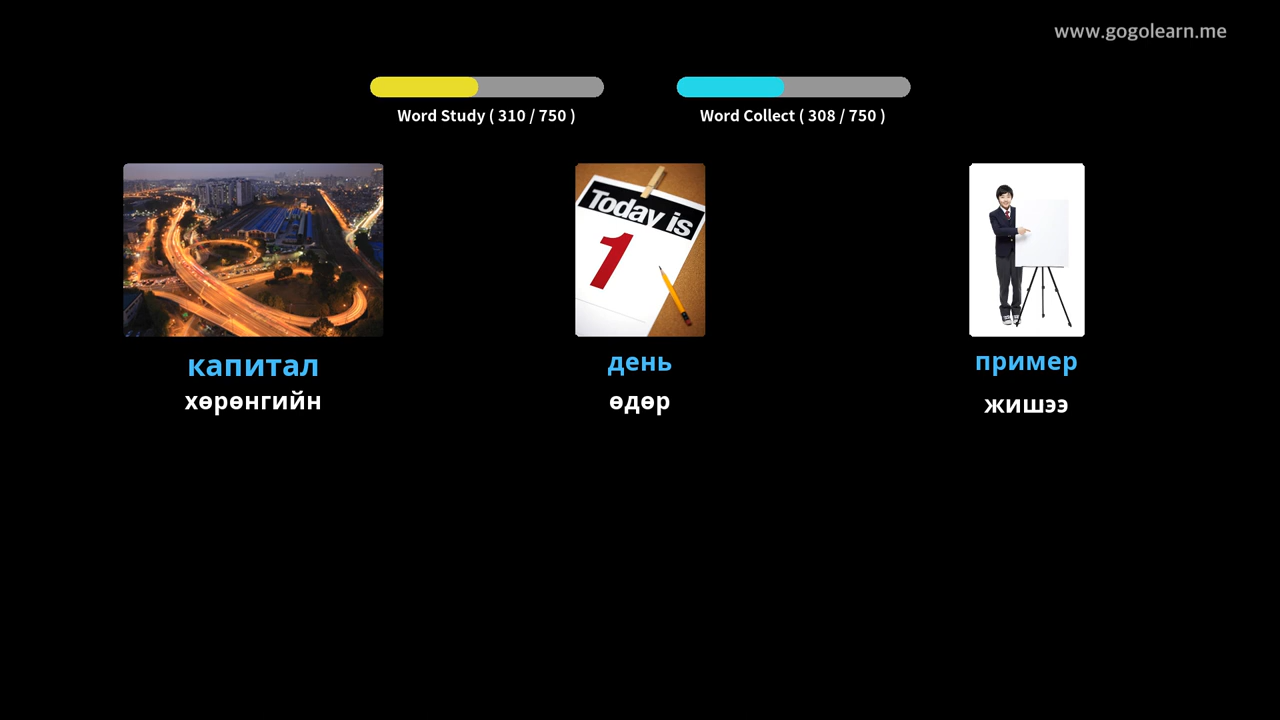 www.gogolearn.me
Word Study ( 310 / 750 )
Word Collect ( 308 / 750 )
Today is
1
капитал
хөрөнгийн
день
өдөр
пример
жишээ